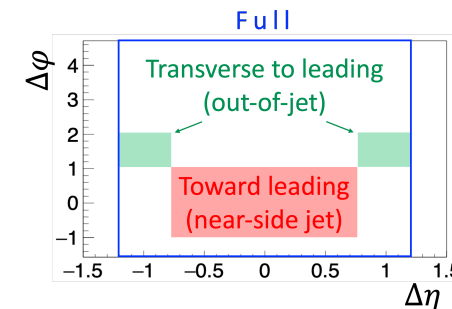 Full
Δφ
4
3
2
1
0
−1
Transverse to leading
(out-of-jet)
Toward leading
(near-side jet)
−1.5 −1 −0.5 0 0.5 1 1.5
Δη